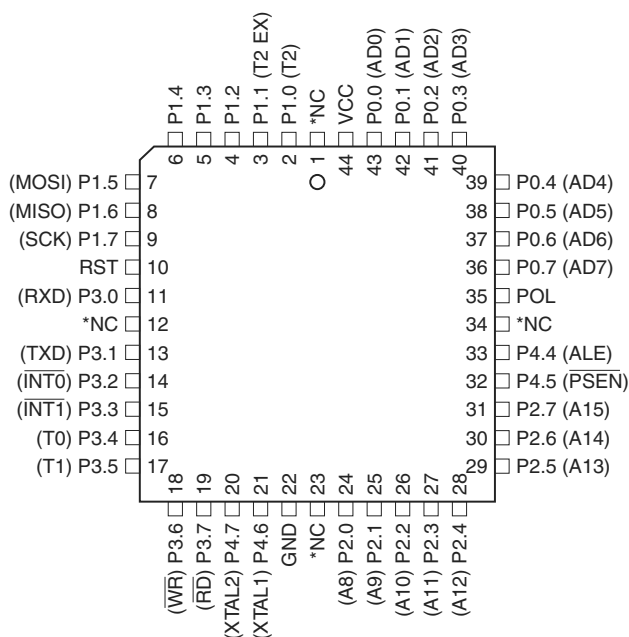 P1.4
P1.3
P1.2
P1.1 (T2 EX)
P1.0 (T2)
*NC
VCC
P0.0 (AD0)
P0.1 (AD1)
P0.2 (AD2)
P0.3 (AD3)
6 5 4 3 2 1 44 43 42 41 40
(MOSI) P1.5 7
(MISO) P1.6 8
(SCK) P1.7 9
RST 10
(RXD) P3.0 11
*NC 12
(TXD) P3.1 13
(I̅N̅T̅0̅) P3.2 14
(I̅N̅T̅1̅) P3.3 15
(T0) P3.4 16
(T1) P3.5 17
39 P0.4 (AD4)
38 P0.5 (AD5)
37 P0.6 (AD6)
36 P0.7 (AD7)
35 POL
34 *NC
33 P4.4 (ALE)
32 P4.5 (P̅S̅E̅N̅)
31 P2.7 (A15)
30 P2.6 (A14)
29 P2.5 (A13)
18 19 20 21 22 23 24 25 26 27 28
(W̅R̅) P3.6
(R̅D̅) P3.7
(XTAL2) P4.7
(XTAL1) P4.6
GND
*NC
(A8) P2.0
(A9) P2.1
(A10) P2.2
(A11) P2.3
(A12) P2.4